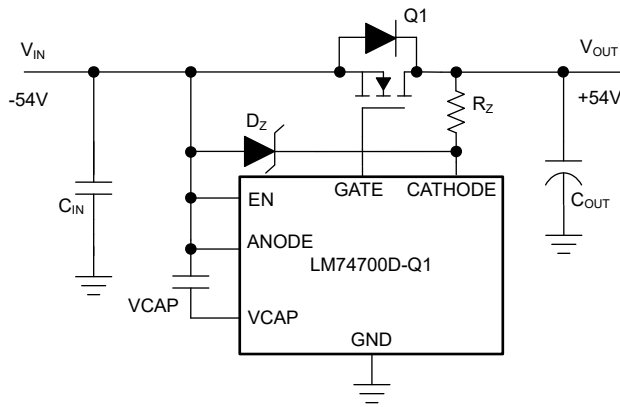 Q1
VIN
VOUT
-54V
+54V
DZ
RZ
CIN
COUT
GATE
CATHODE
EN
ANODE
LM74700D-Q1
VCAP
VCAP
GND